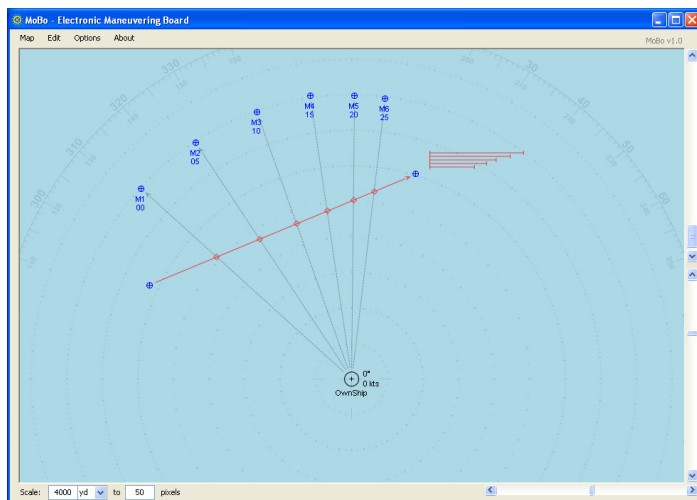 MoBo - Electronic Maneuvering Board
Map Edit Options About MoBo v1.0
330
30
320
40
310
50
300
60
M4
15
M5
20
M6
25
M3
10
M2
05
M1
00
0°
0 kts
OwnShip
Scale: 4000 yd to 50 pixels